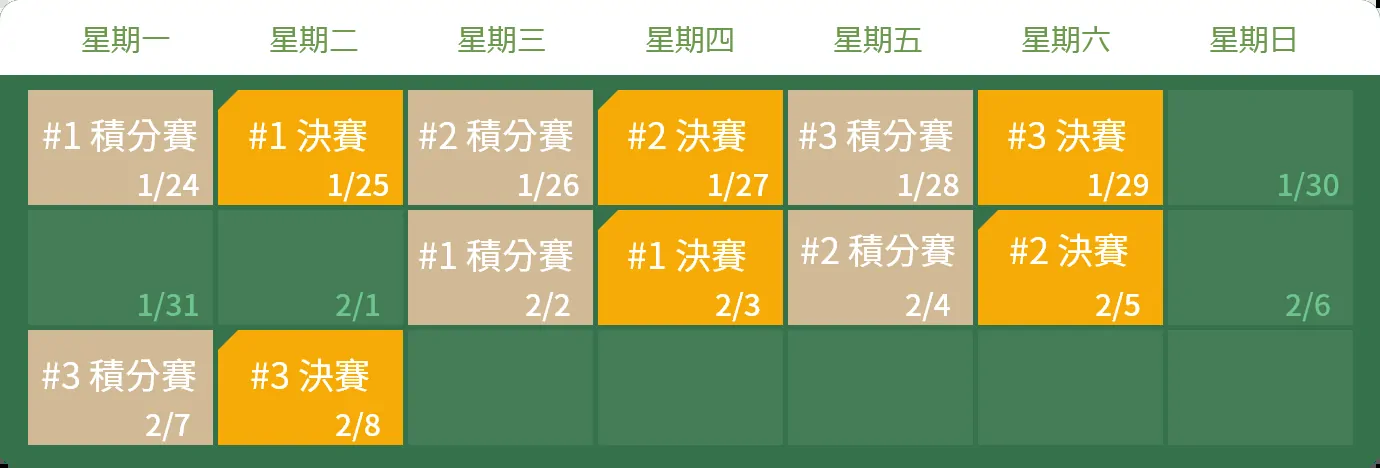 星期一 星期二 星期三 星期四 星期五 星期六 星期日
#1 積分賽 #1 決賽 #2 積分賽 #2 決賽 #3 積分賽 #3 決賽
1/24 1/25 1/26 1/27 1/28 1/29 1/30
#1 積分賽 #1 決賽 #2 積分賽 #2 決賽
1/31 2/1 2/2 2/3 2/4 2/5 2/6
#3 積分賽 #3 決賽
2/7 2/8